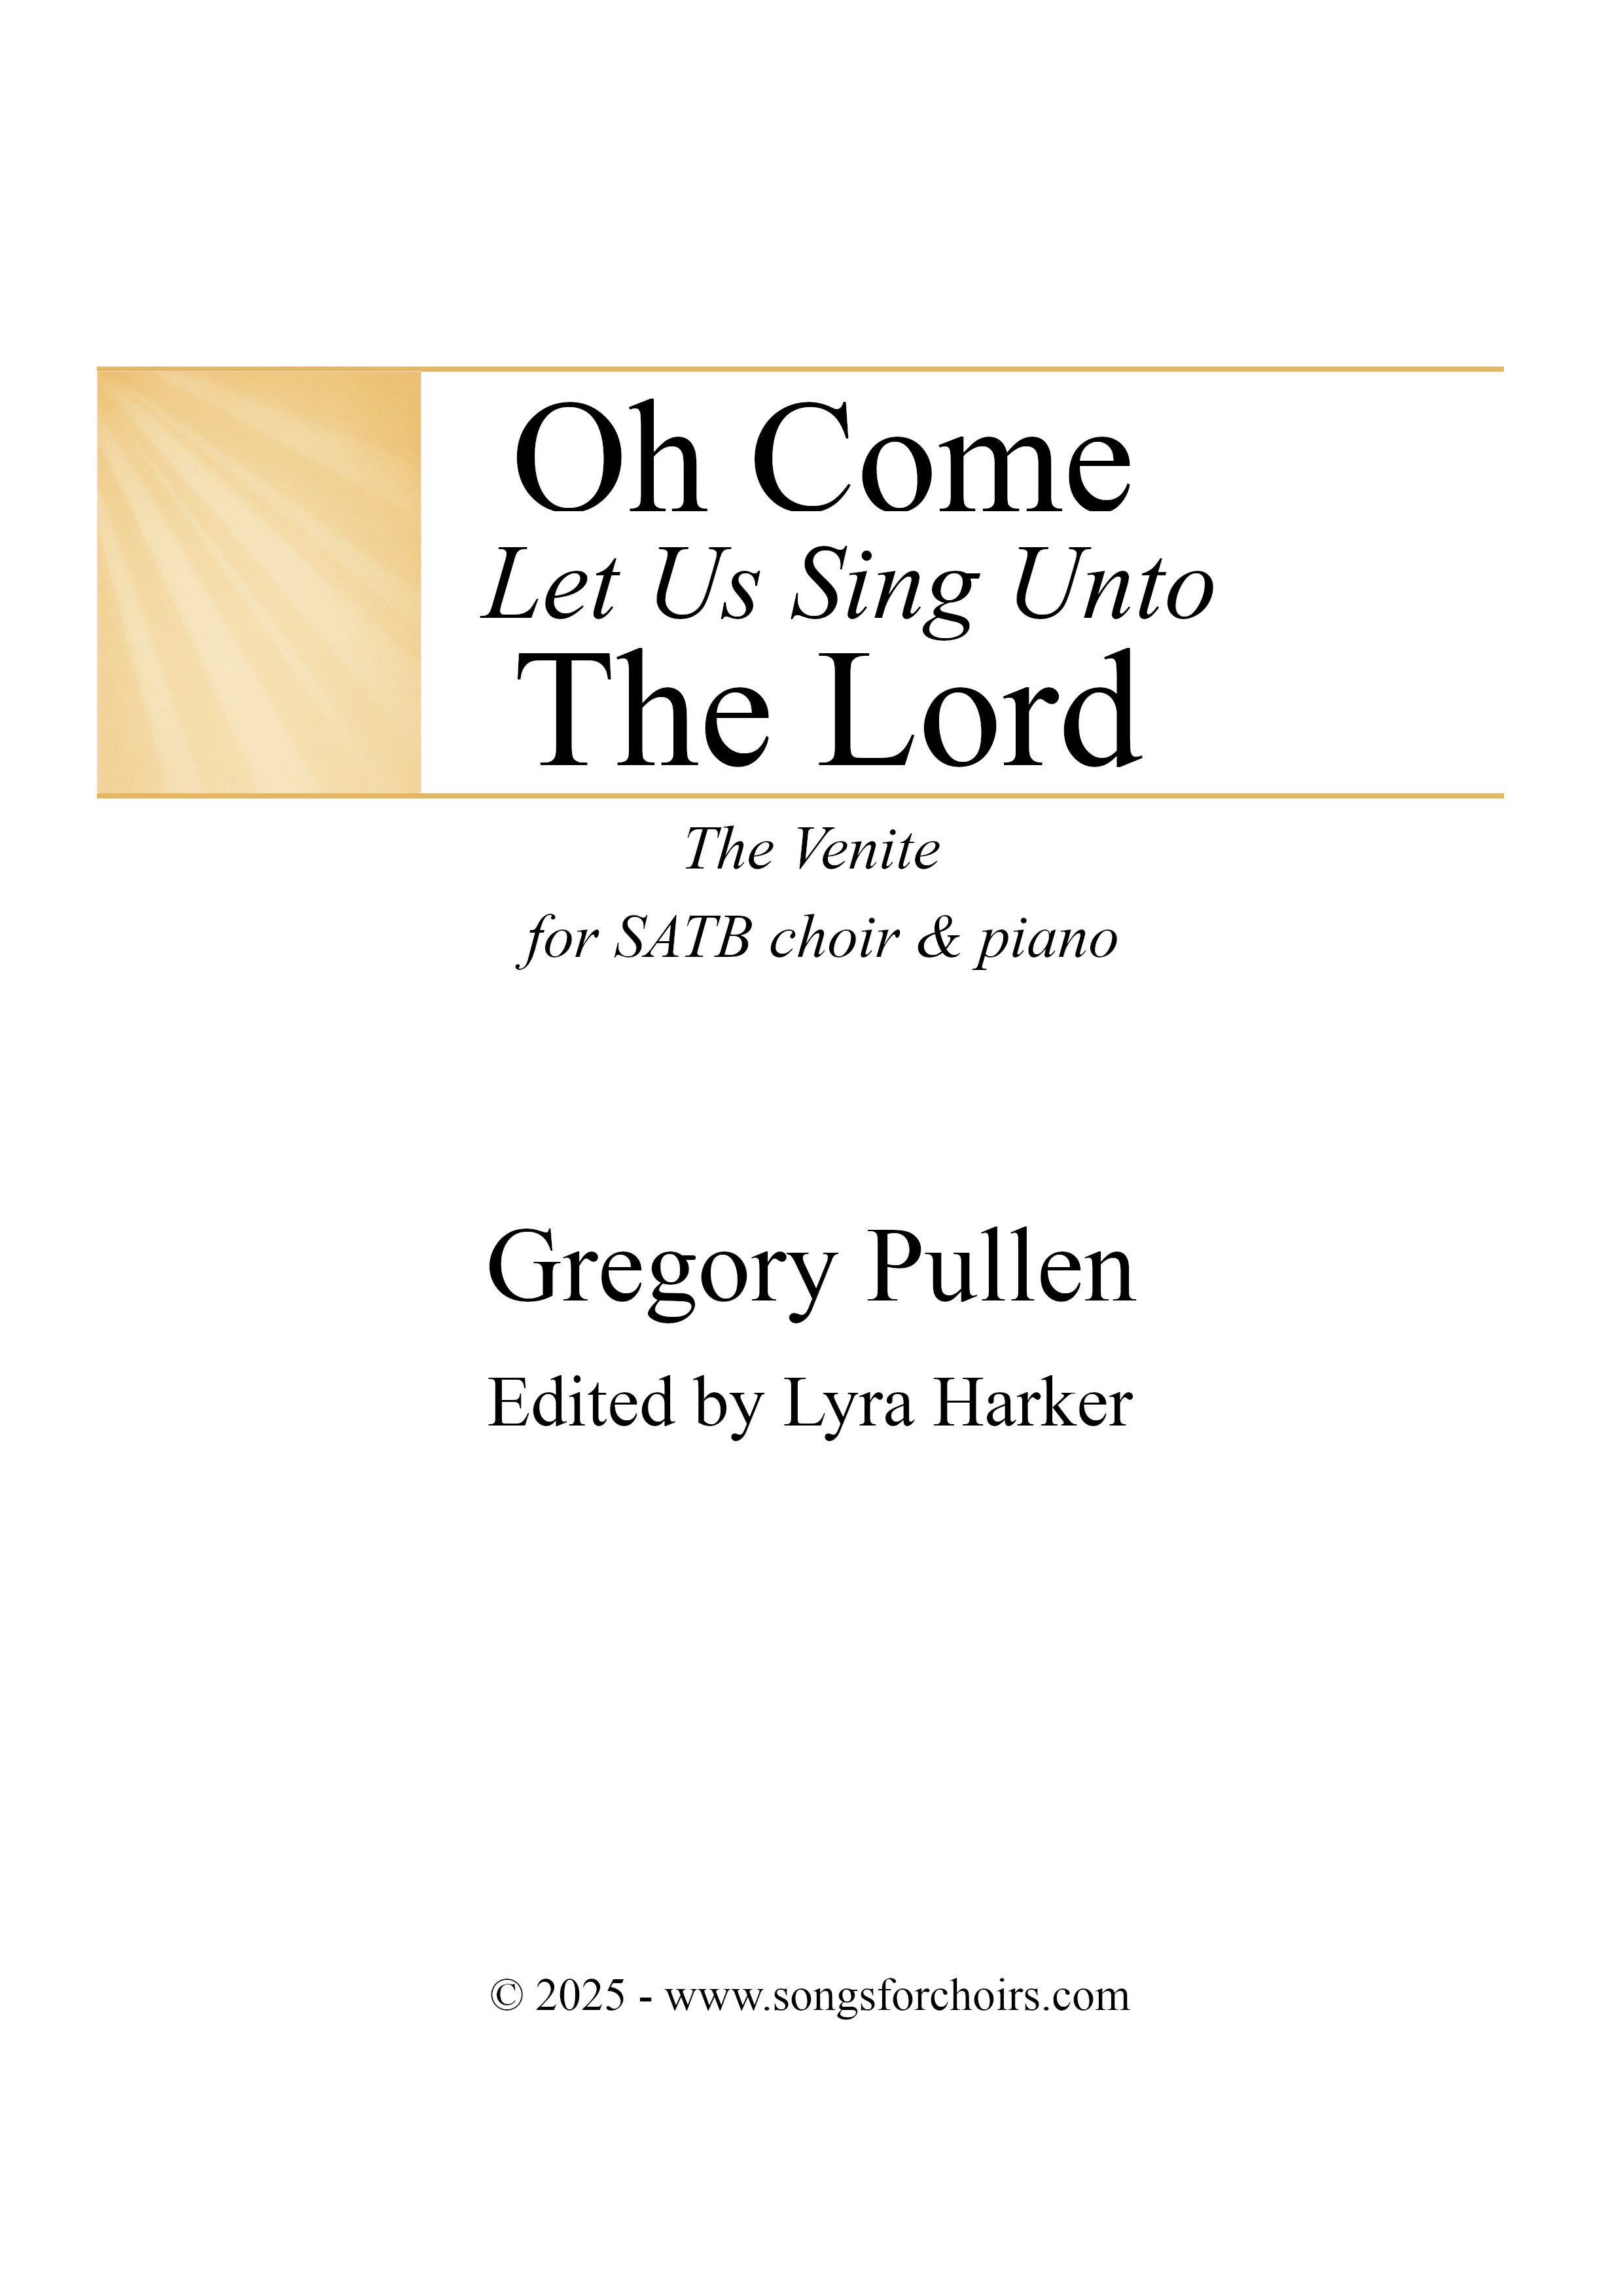 Oh Come
Let Us Sing Unto
The Lord
The Venite
for SATB choir & piano
Gregory Pullen
Edited by Lyra Harker
© 2025 - www.songsforchoirs.com